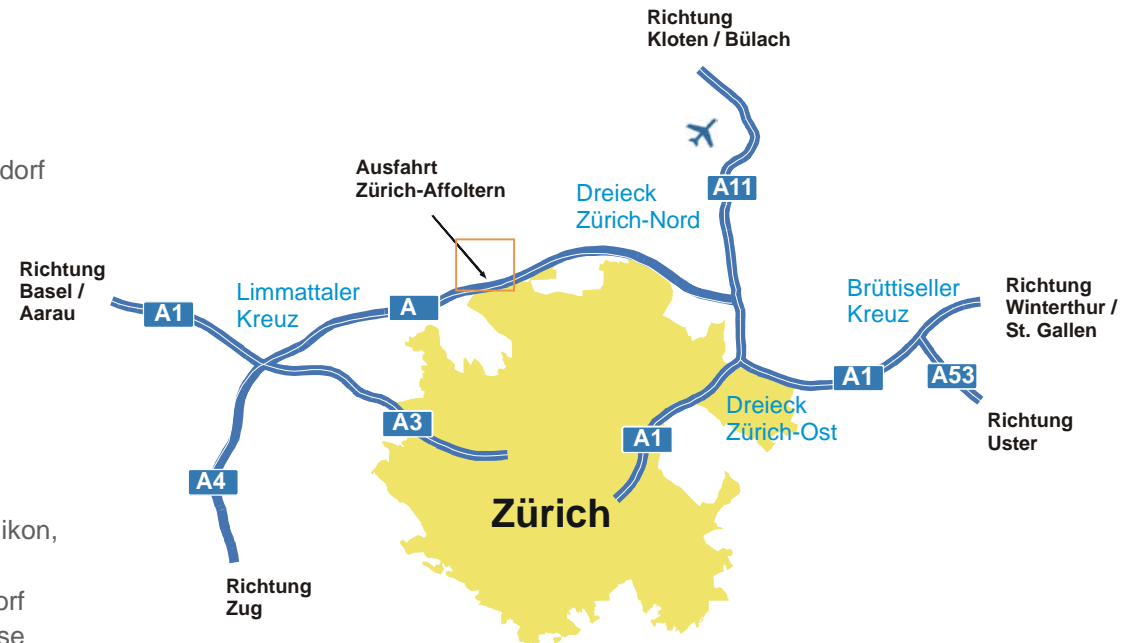 Richtung
Kloten / Bülach
dorf
Ausfahrt
Zürich-Affoltern
Dreieck
Zürich-Nord
A11
Richtung
Basel /
Aarau
A1
Limmattaler
Kreuz
A
Brüttiseller
Kreuz
Richtung
Winterthur /
St. Gallen
A1
A53
A3
Dreieck
Zürich-Ost
Richtung
Uster
A1
A4
Zürich
ikon,
Richtung
Zug
orf
se